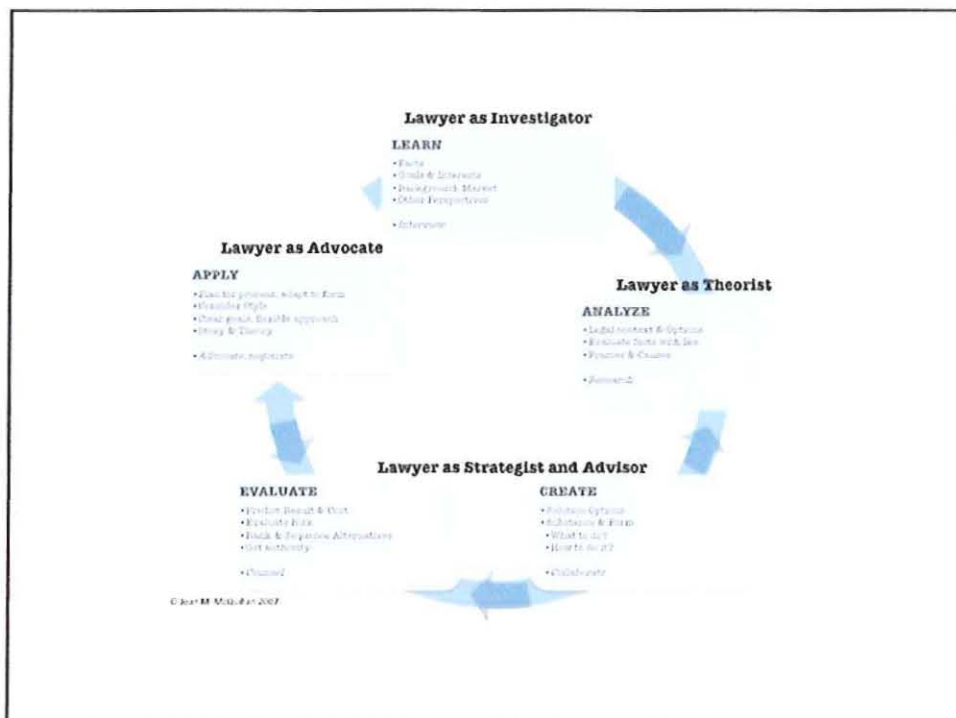 Lawyer as Investigator
LEARN
• Facts
• Goals & Interests
• Background, Market
• Other Perspectives
• Interview
Lawyer as Theorist
ANALYZE
• Legal context & Options
• Evaluate facts with law
• Frames & Causes
• Research
Lawyer as Strategist and Advisor
CREATE
• Solution Options
• Substance & Form
• What to do?
• How to do it?
• Collaborate
EVALUATE
• Predict Result & Cost
• Evaluate Risk
• Rank & Sequence Alternatives
• Get authority
• Counsel
Lawyer as Advocate
APPLY
• Plan for process, adapt to form
• Consider Style
• Clear goals, flexible approach
• Story & Theory
• Advocate, negotiate
© M. 2007